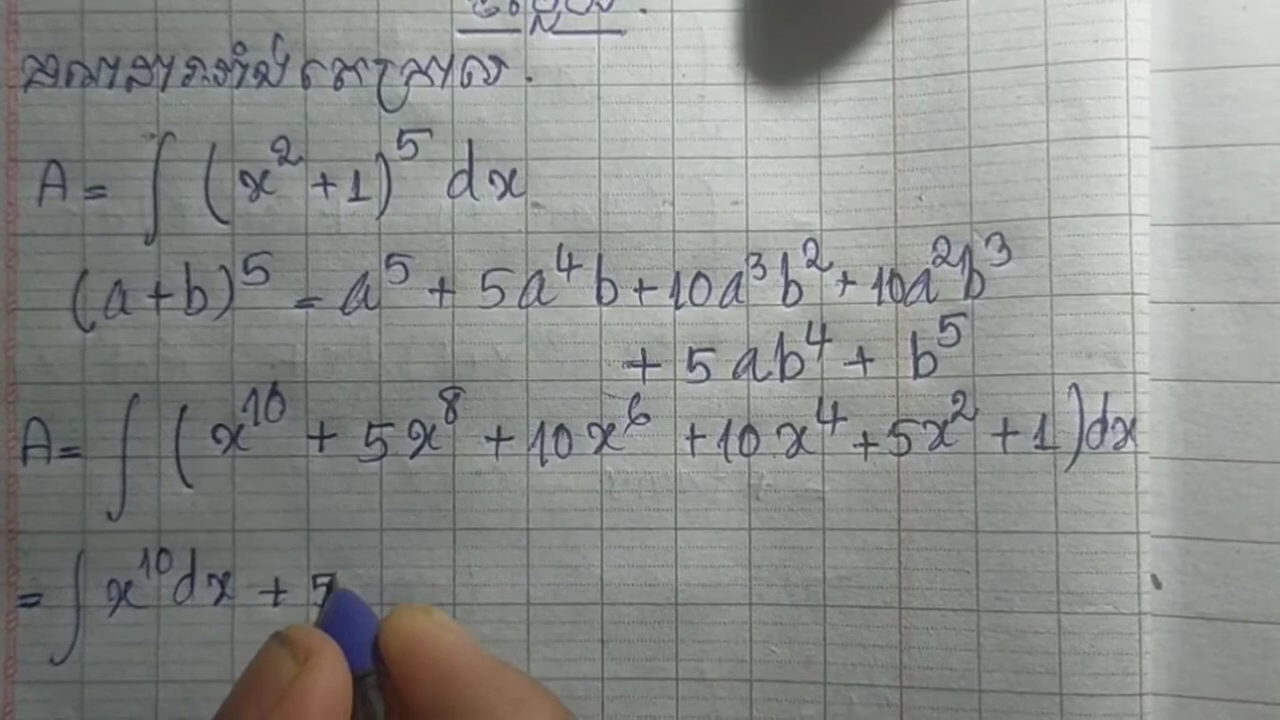 A = ∫ (x² + 1)⁵ dx
(a + b)⁵ = a⁵ + 5a⁴b + 10a³b² + 10a²b³
+ 5ab⁴ + b⁵
A = ∫ (x¹⁰ + 5x⁸ + 10x⁶ + 10x⁴ + 5x² + 1) dx
= ∫ x¹⁰ dx + 5